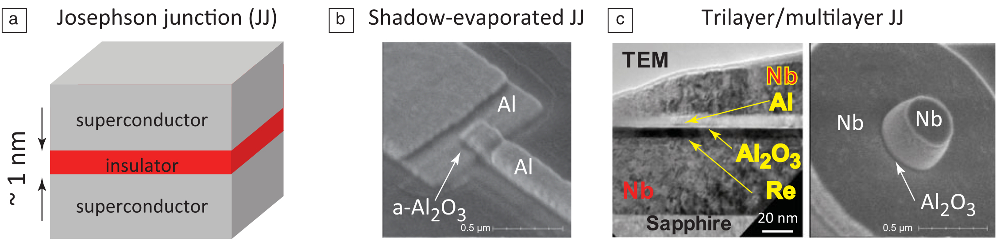 a
Josephson junction (JJ)
~ 1 nm
superconductor
insulator
superconductor
b
Shadow-evaporated JJ
Al
Al
a-Al₂O₃
0.5 µm
c
Trilayer/multilayer JJ
TEM
Nb
Al
Al₂O₃
Re
Nb
20 nm
Sapphire
Nb
Nb
Al₂O₃
0.5 µm